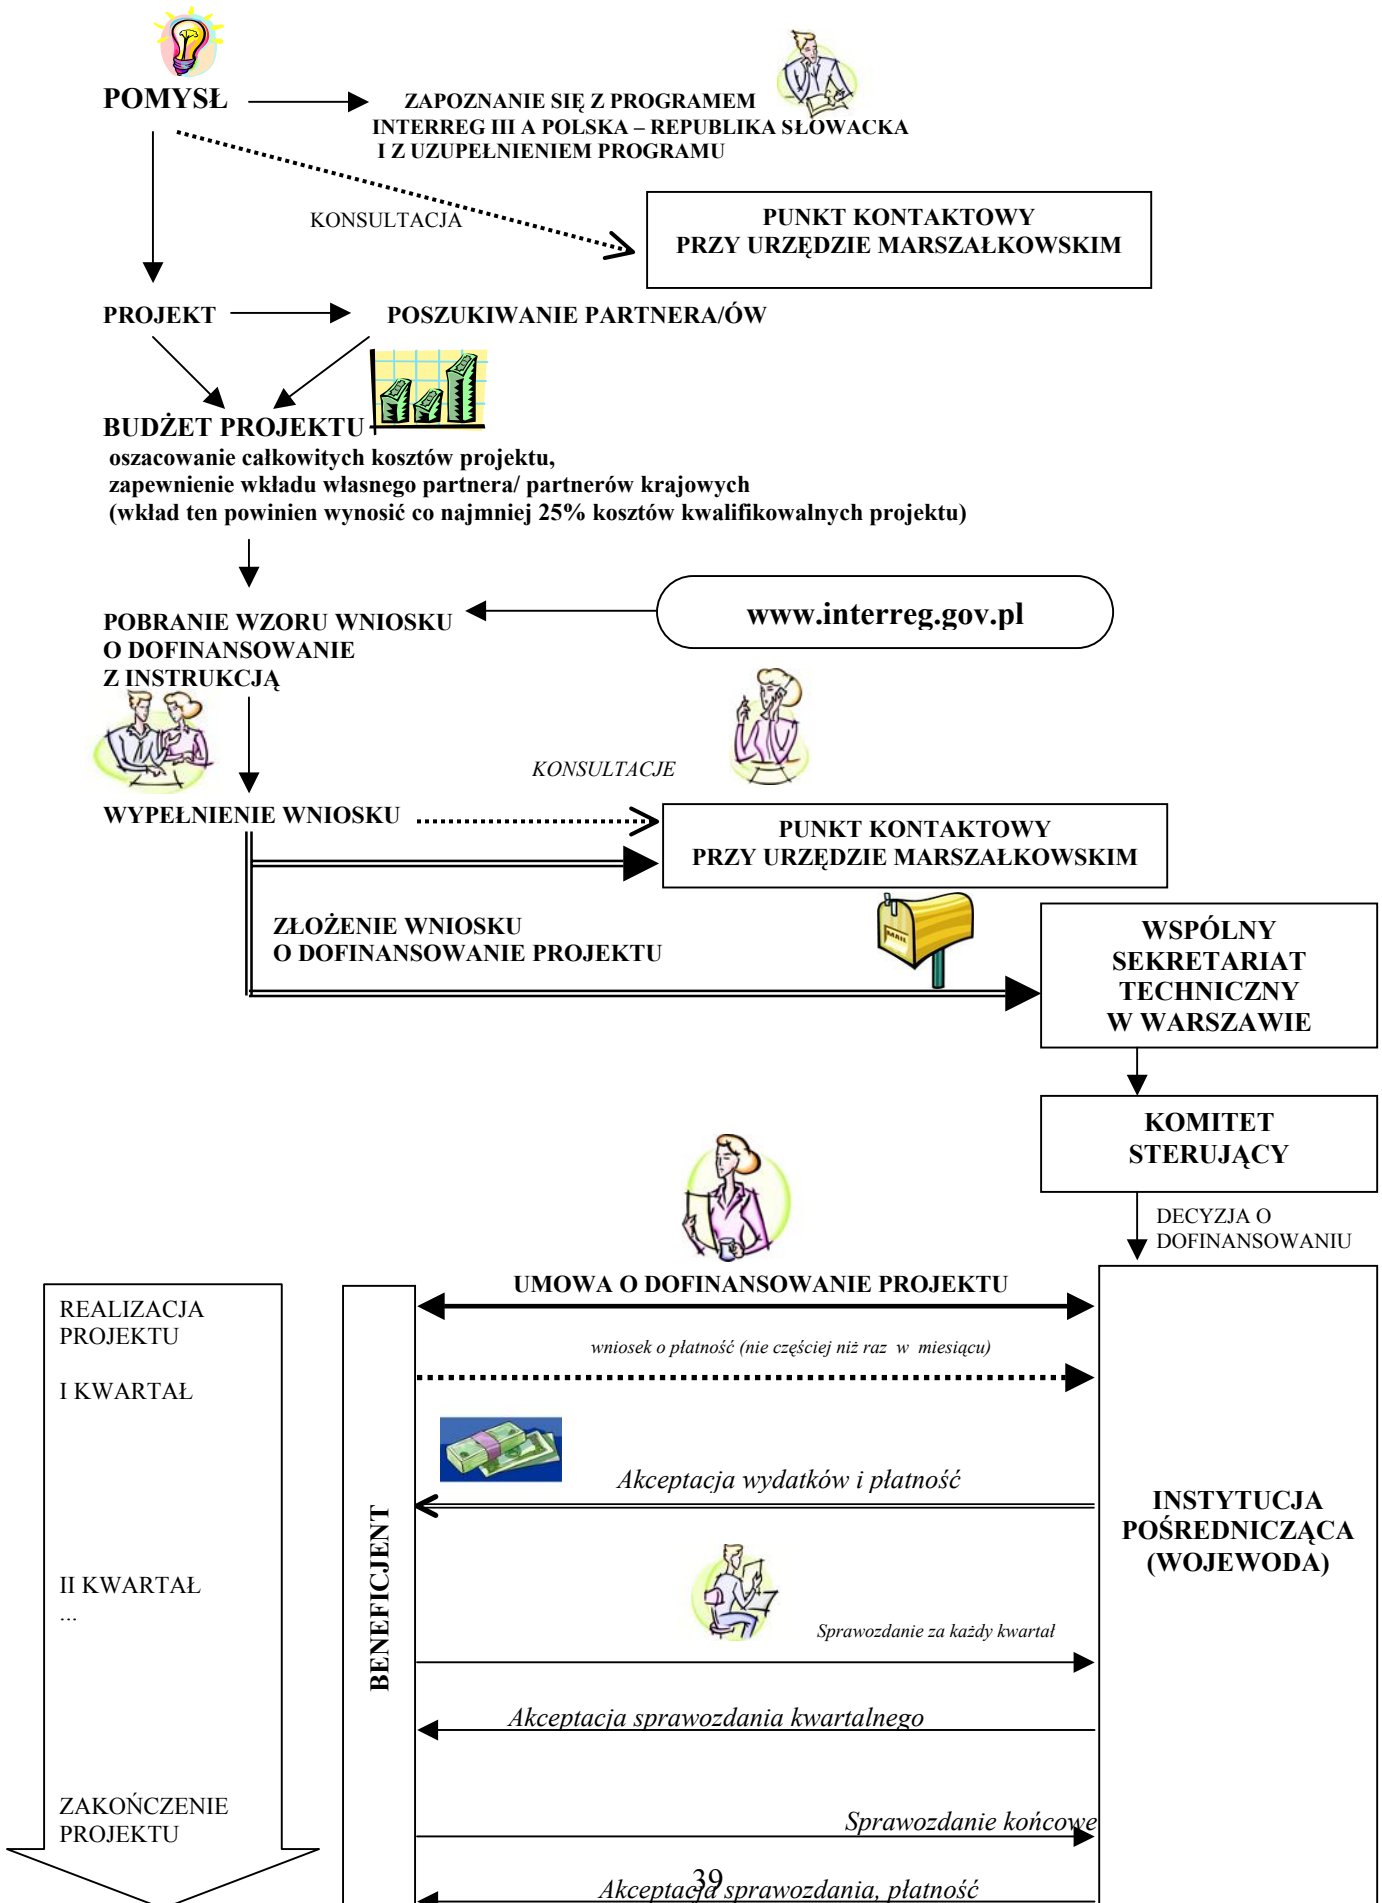 POMYSŁ
ZAPOZNANIE SIĘ Z PROGRAMEM
INTERREG III A POLSKA – REPUBLIKA SŁOWACKA
I Z UZUPEŁNIENIEM PROGRAMU
KONSULTACJA
PUNKT KONTAKTOWY
PRZY URZĘDZIE MARSZAŁKOWSKIM
PROJEKT
POSZUKIWANIE PARTNERA/ÓW
BUDŻET PROJEKTU
oszacowanie całkowitych kosztów projektu,
zapewnienie wkładu własnego partnera/ partnerów krajowych
(wkład ten powinien wynosić co najmniej 25% kosztów kwalifikowalnych projektu)
POBRANIE WZORU WNIOSKU
O DOFINANSOWANIE
Z INSTRUKCJĄ
www.interreg.gov.pl
KONSULTACJE
WYPEŁNIENIE WNIOSKU
PUNKT KONTAKTOWY
PRZY URZĘDZIE MARSZAŁKOWSKIM
ZŁOŻENIE WNIOSKU
O DOFINANSOWANIE PROJEKTU
MAIL
WSPÓLNY
SEKRETARIAT
TECHNICZNY
W WARSZAWIE
KOMITET
STERUJĄCY
DECYZJA O
DOFINANSOWANIU
UMOWA O DOFINANSOWANIE PROJEKTU
REALIZACJA
PROJEKTU
wniosek o płatność (nie częściej niż raz w miesiącu)
I KWARTAŁ
Akceptacja wydatków i płatność
BENEFICJENT
INSTYTUCJA
POŚREDNICZĄCA
(WOJEWODA)
II KWARTAŁ
...
Sprawozdanie za każdy kwartał
Akceptacja sprawozdania kwartalnego
ZAKOŃCZENIE
PROJEKTU
Sprawozdanie końcowe
Akceptacja sprawozdania, płatność
39